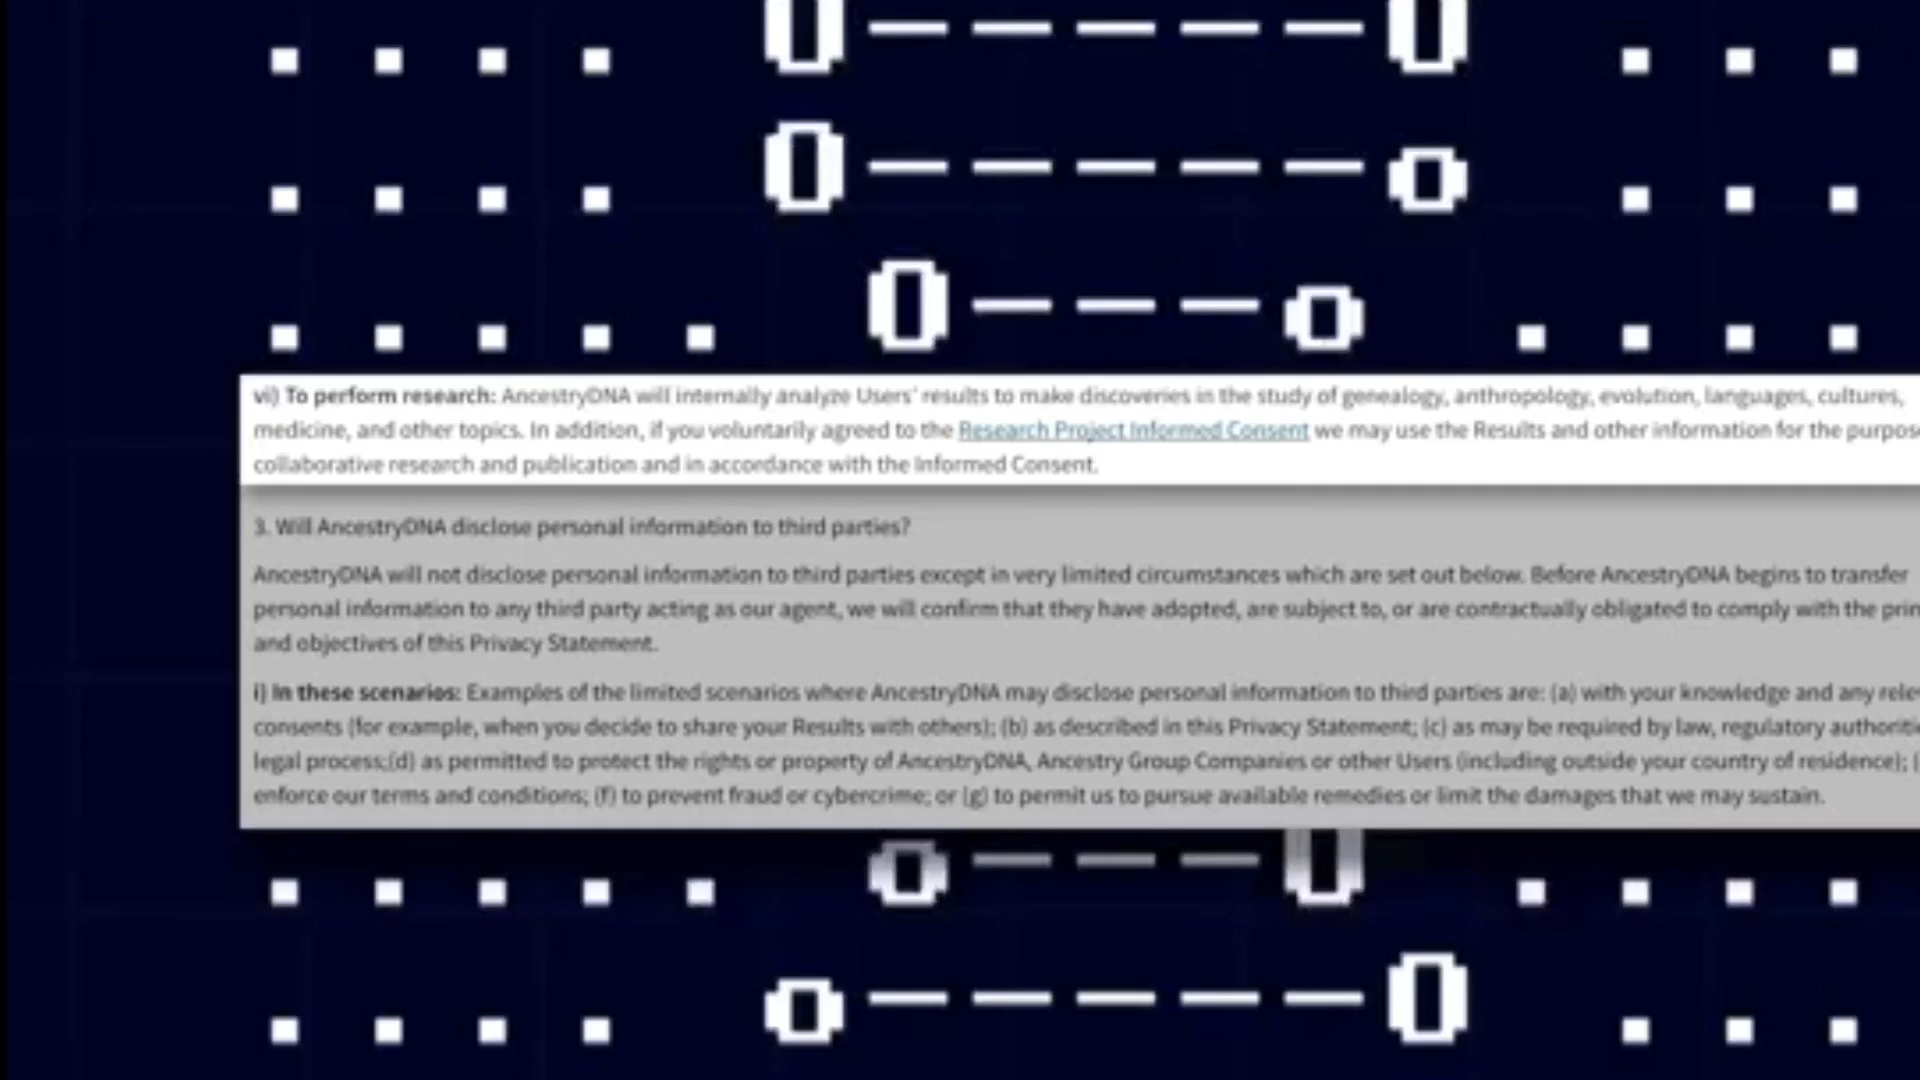 0 – – – – – 0
. . . . . . .
0 – – – – – o
. . . . . . .
0 – – – o
. . . . . . . . .
vi) To perform research: AncestryDNA will internally analyze Users' results to make discoveries in the study of genealogy, anthropology, evolution, languages, cultures,
medicine, and other topics. In addition, if you voluntarily agreed to the Research Project Informed Consent we may use the Results and other information for the
collaborative research and publication and in accordance with the Informed Consent.
3. Will AncestryDNA disclose personal information to third parties?
AncestryDNA will not disclose personal information to third parties except in very limited circumstances which are set out below. Before AncestryDNA begins to transfer
personal information to any third party acting as our agent, we will confirm that they have adopted, are subject to, or are contractually obligated to comply with the
and objectives of this Privacy Statement.
i) In these scenarios: Examples of the limited scenarios where AncestryDNA may disclose personal information to third parties are: (a) with your knowledge and any
consents (for example, when you decide to share your Results with others); (b) as described in this Privacy Statement; (c) as may be required by law, regulatory
legal process;(d) as permitted to protect the rights or property of AncestryDNA, Ancestry Group Companies or other Users (including outside your country of residence); (
enforce our terms and conditions; (f) to prevent fraud or cybercrime; or (g) to permit us to pursue available remedies or limit the damages that we may sustain.
o – – – 0
. . . . . . . . .
o – – – – – 0
. . . . . . .